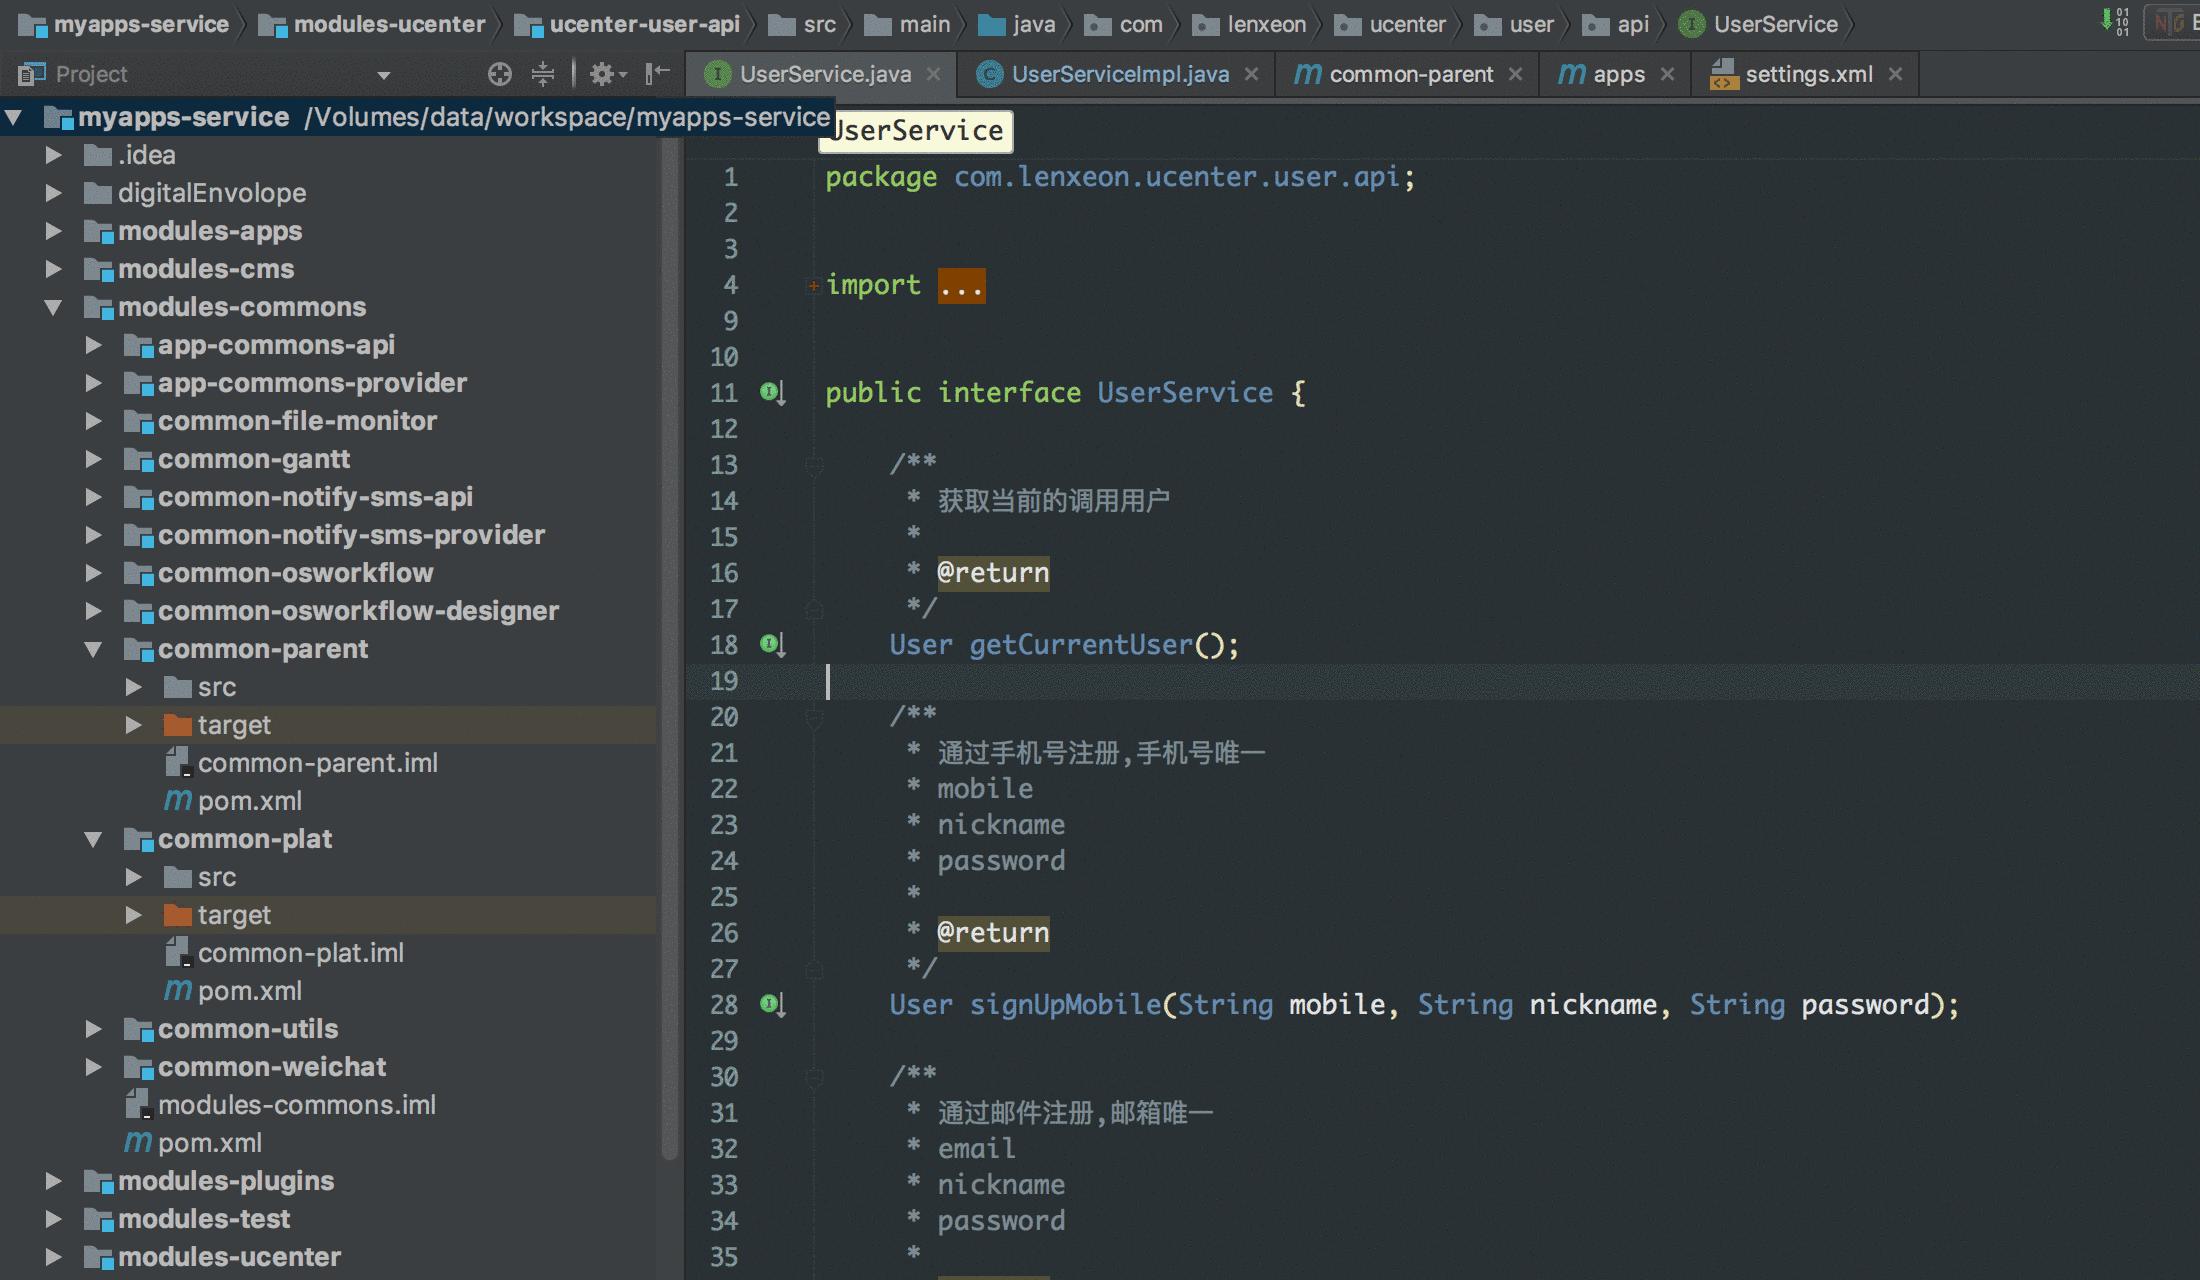 myapps-service modules-ucenter ucenter-user-api src main java com lenxeon ucenter user api UserService
Project
UserService.java UserServiceImpl.java common-parent apps settings.xml
myapps-service /Volumes/data/workspace/myapps-service
.idea
digitalEnvolope
modules-apps
modules-cms
modules-commons
app-commons-api
app-commons-provider
common-file-monitor
common-gantt
common-notify-sms-api
common-notify-sms-provider
common-osworkflow
common-osworkflow-designer
common-parent
src
target
common-parent.iml
pom.xml
common-plat
src
target
common-plat.iml
pom.xml
common-utils
common-weichat
modules-commons.iml
pom.xml
modules-plugins
modules-test
modules-ucenter
UserService
1 package com.lenxeon.ucenter.user.api;
2
3
4 import ...
9
10
11 public interface UserService {
12
13 /**
14 * 获取当前的调用用户
15 *
16 * @return
17 */
18 User getCurrentUser();
19
20 /**
21 * 通过手机号注册,手机号唯一
22 * mobile
23 * nickname
24 * password
25 *
26 * @return
27 */
28 User signUpMobile(String mobile, String nickname, String password);
29
30 /**
31 * 通过邮件注册,邮箱唯一
32 * email
33 * nickname
34 * password
35 *